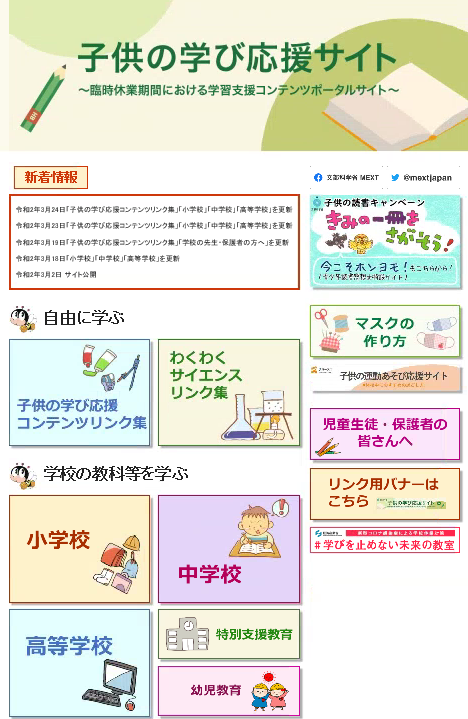 子供の学び応援サイト
～臨時休業期間における学習支援コンテンツポータルサイト～
新着情報
令和2年3月24日「子供の学び応援コンテンツリンク集」「小学校」「中学校」「高等学校」を更新
令和2年3月23日「子供の学び応援コンテンツリンク集」「小学校」「中学校」「高等学校」を更新
令和2年3月19日「子供の学び応援コンテンツリンク集」「学校の先生・保護者の方へ」を更新
令和2年3月18日「小学校」「中学校」「高等学校」を更新
令和2年3月2日 サイト公開
自由に学ぶ
子供の学び応援
コンテンツリンク集
わくわく
サイエンス
リンク集
学校の教科等を学ぶ
小学校
中学校
高等学校
特別支援教育
幼児教育
文部科学省 MEXT
@mextjapan
子供の読書キャンペーン
きみの一冊を
さがそう!
今こそホンヨモ!
マスクの
作り方
子供の運動あそび応援サイト
児童生徒・保護者の
皆さんへ
リンク用バナーは
こちら
子供の学び応援サイト
#学びを止めない未来の教室